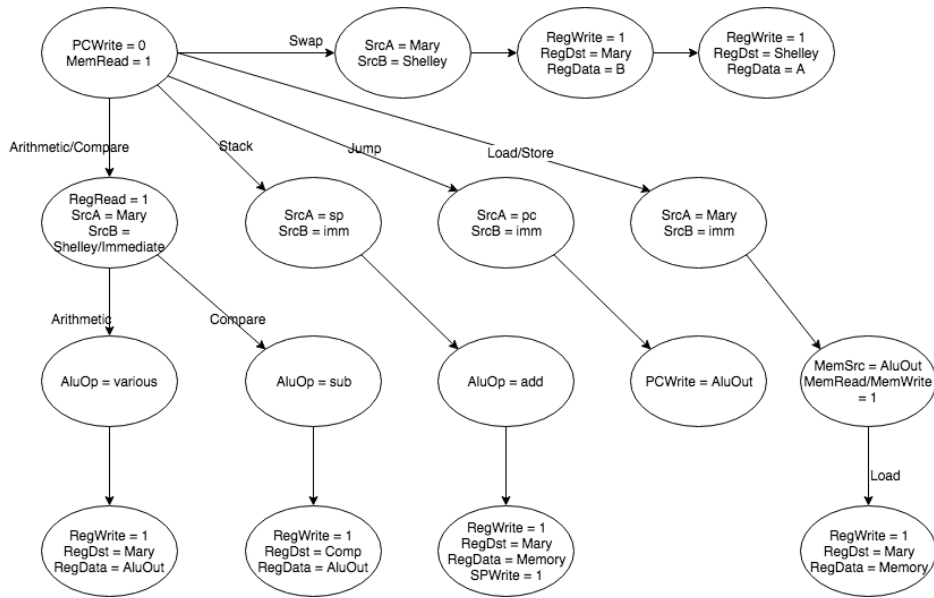 PCWrite = 0
MemRead = 1
Swap
SrcA = Mary
SrcB = Shelley
RegWrite = 1
RegDst = Mary
RegData = B
RegWrite = 1
RegDst = Shelley
RegData = A
Arithmetic/Compare
Stack
Jump
Load/Store
RegRead = 1
SrcA = Mary
SrcB =
Shelley/Immediate
SrcA = sp
SrcB = imm
SrcA = pc
SrcB = imm
SrcA = Mary
SrcB = imm
Arithmetic
Compare
AluOp = various
AluOp = sub
AluOp = add
PCWrite = AluOut
MemSrc = AluOut
MemRead/MemWrite
= 1
Load
RegWrite = 1
RegDst = Mary
RegData = AluOut
RegWrite = 1
RegDst = Comp
RegData = AluOut
RegWrite = 1
RegDst = Mary
RegData = Memory
SPWrite = 1
RegWrite = 1
RegDst = Mary
RegData = Memory